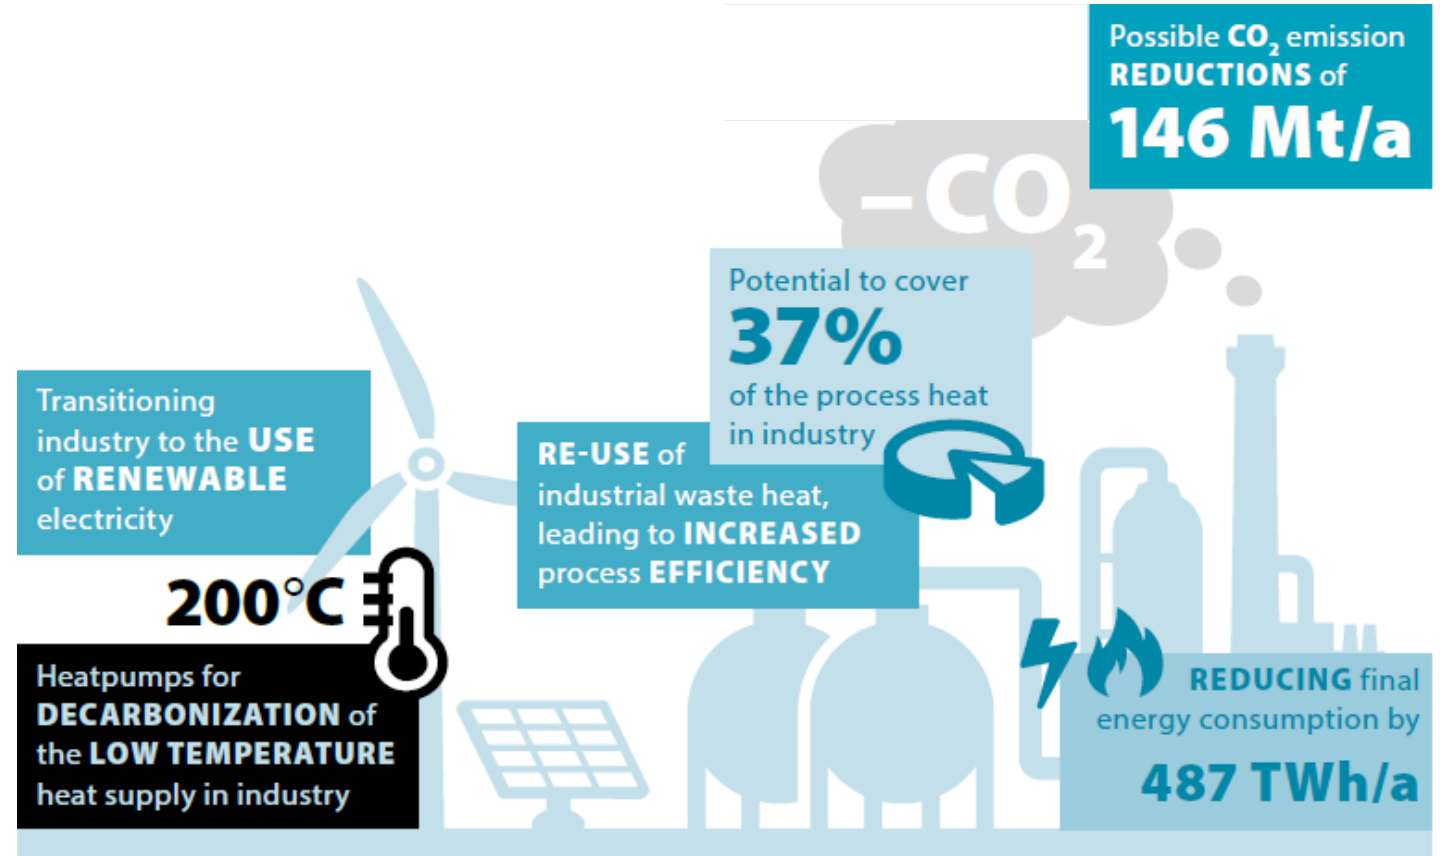 Possible CO₂ emission
REDUCTIONS of
146 Mt/a
–CO₂
Potential to cover
37%
of the process heat
in industry
Transitioning
industry to the USE
of RENEWABLE
electricity
RE-USE of
industrial waste heat,
leading to INCREASED
process EFFICIENCY
200°C
Heatpumps for
DECARBONIZATION of
the LOW TEMPERATURE
heat supply in industry
REDUCING final
energy consumption by
487 TWh/a